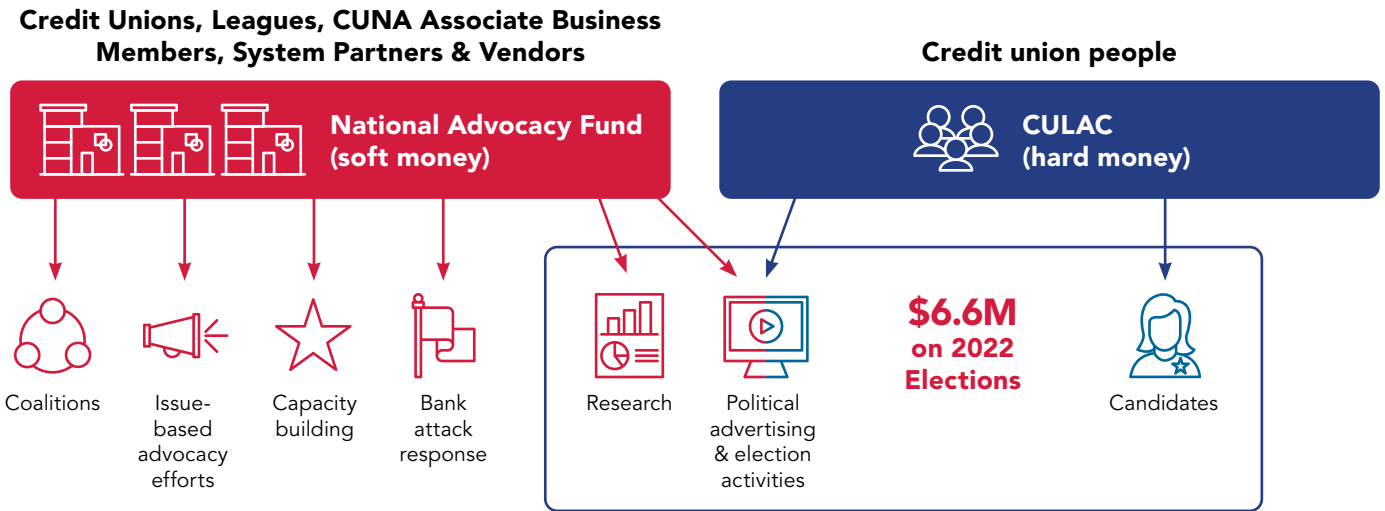 Credit Unions, Leagues, CUNA Associate Business
Members, System Partners & Vendors
Credit union people
National Advocacy Fund
(soft money)
CULAC
(hard money)
Coalitions
Issue-
based
advocacy
efforts
Capacity
building
Bank
attack
response
Research
Political
advertising
& election
activities
$6.6M
on 2022
Elections
Candidates